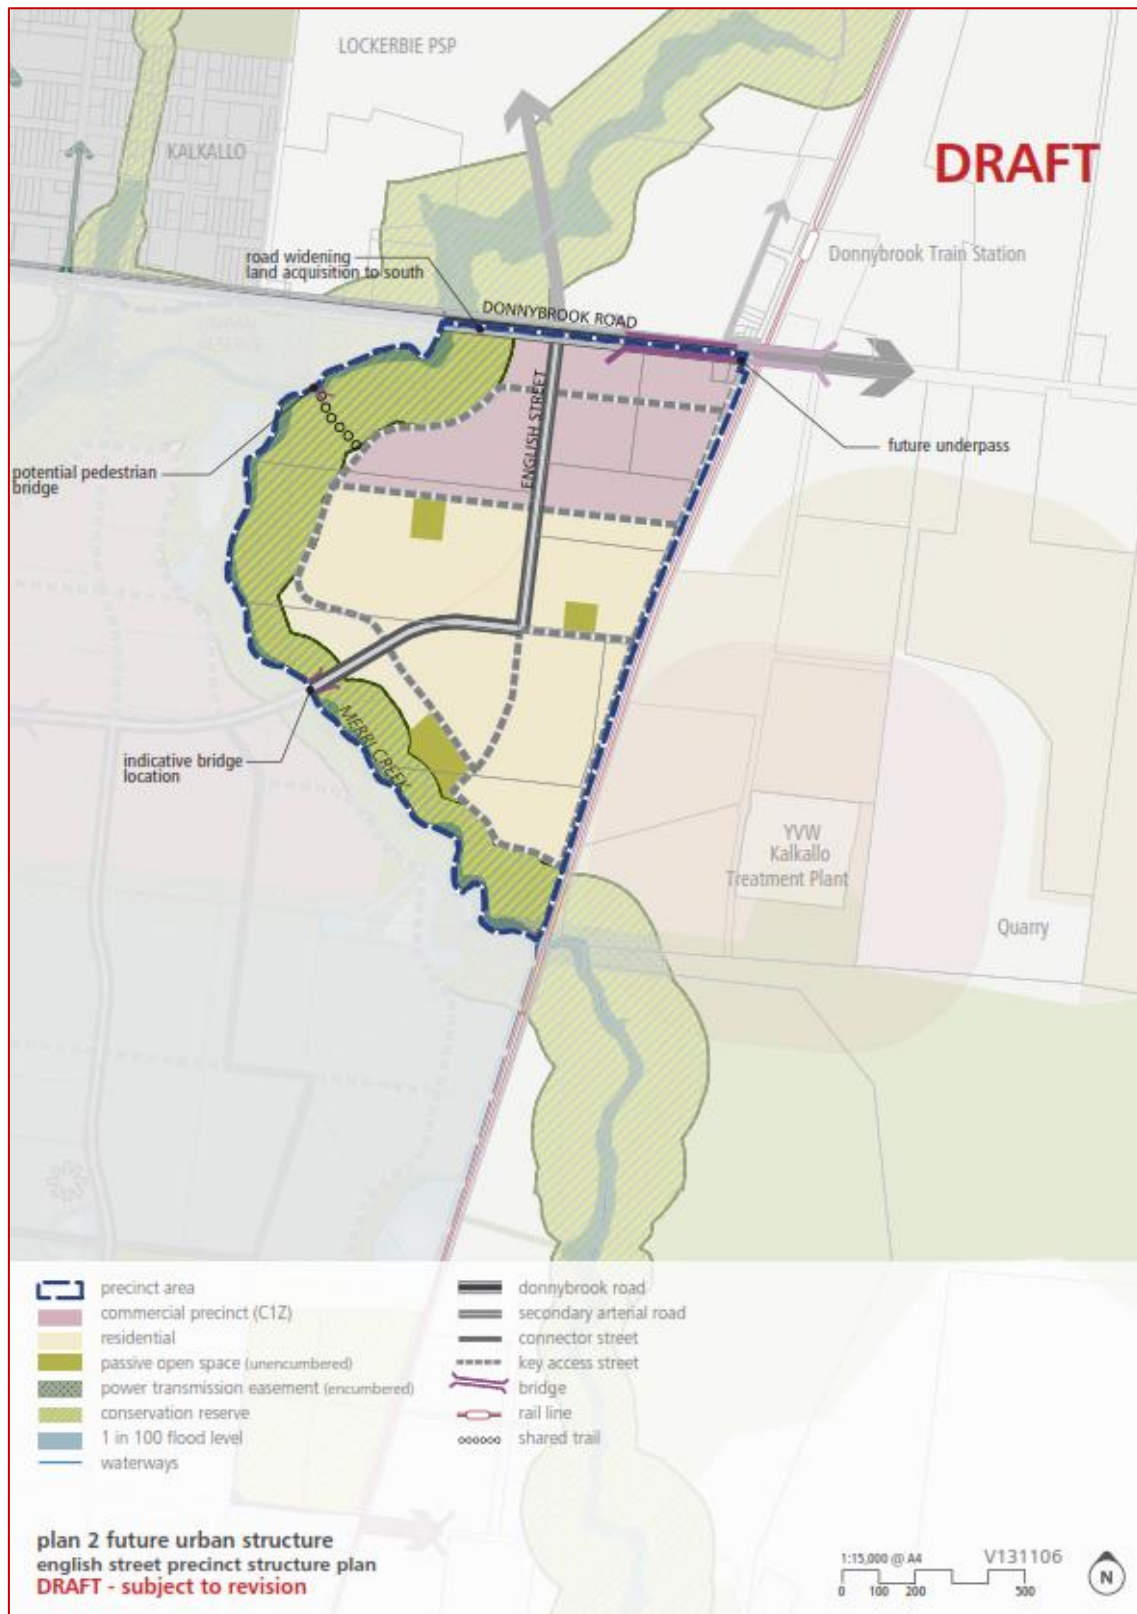 LOCKERBIE PSP
DRAFT
KALKALLO
road widening
land acquisition to south
Donnybrook Train Station
DONNYBROOK ROAD
ENGLISH STREET
future underpass
potential pedestrian
bridge
MERRI CREEK
indicative bridge
location
YVW
Kalkallo
Treatment Plant
Quarry
precinct area
commercial precinct (C1Z)
residential
passive open space (unencumbered)
power transmission easement (encumbered)
conservation reserve
1 in 100 flood level
waterways
donnybrook road
secondary arterial road
connector street
key access street
bridge
rail line
shared trail
plan 2 future urban structure
english street precinct structure plan
DRAFT - subject to revision
1:15,000 @ A4
V131106
0 100 200 500
N